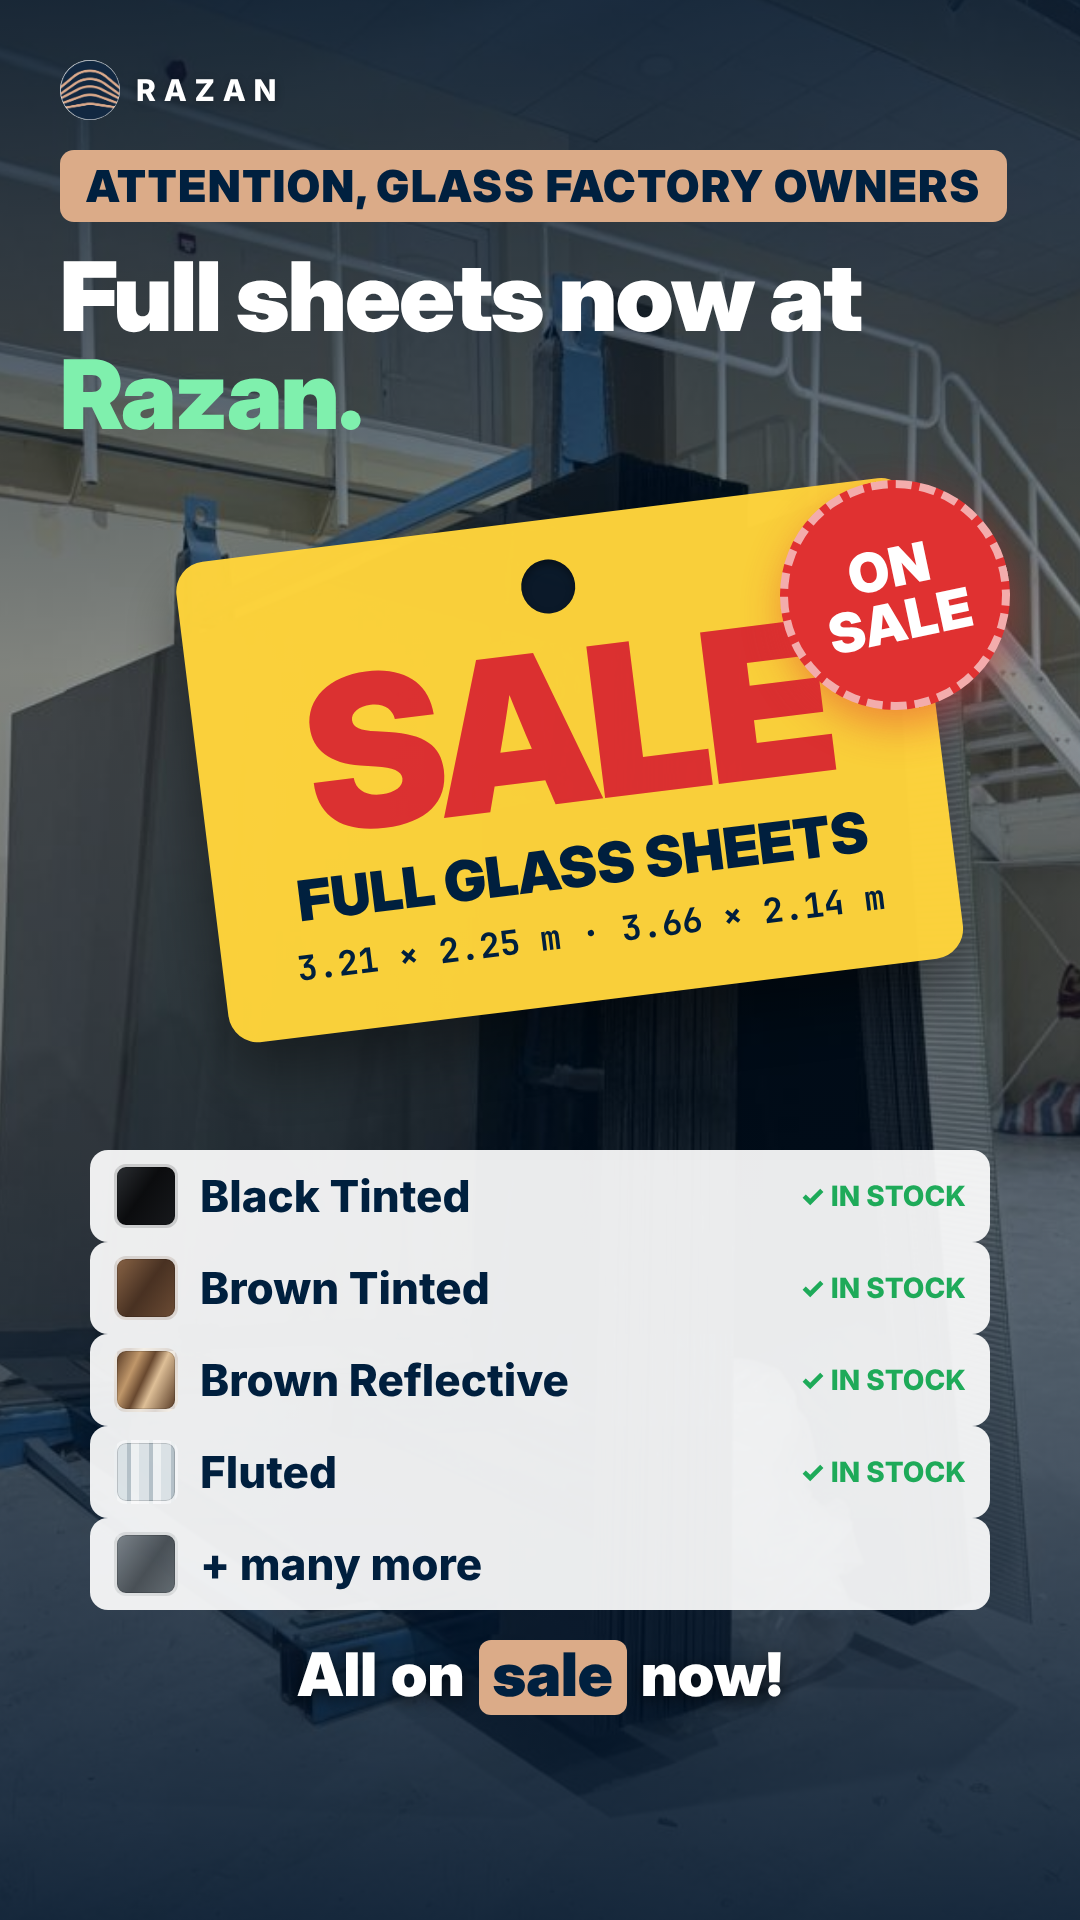 RAZAN
ATTENTION, GLASS FACTORY OWNERS
Full sheets now at
Razan.
ON
SALE
SALE
FULL GLASS SHEETS
3.21 × 2.25 m · 3.66 × 2.14 m
Black Tinted ✓ IN STOCK
Brown Tinted ✓ IN STOCK
Brown Reflective ✓ IN STOCK
Fluted ✓ IN STOCK
+ many more
All on sale now!